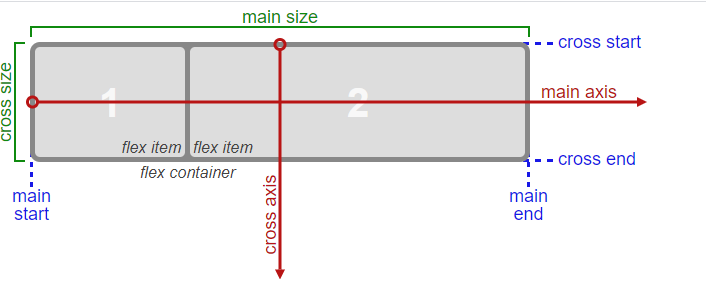 main size
cross start
cross size
1
2
main axis
flex item
flex item
cross end
flex container
main
start
cross axis
main
end